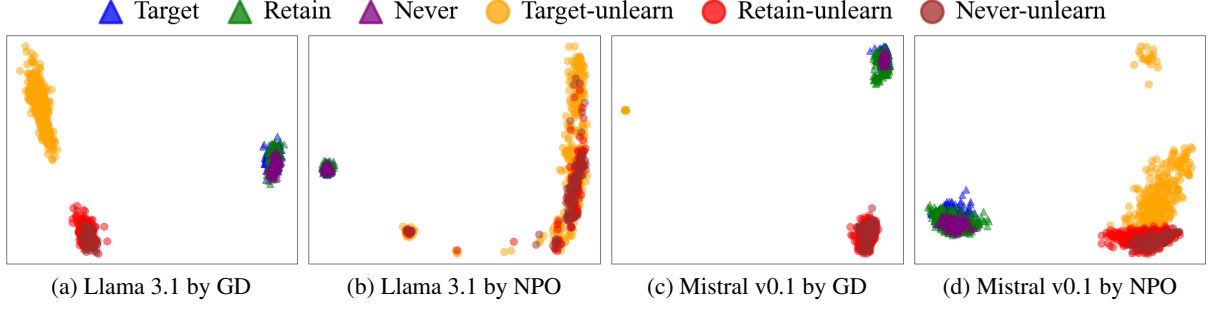 Target Retain Never Target-unlearn Retain-unlearn Never-unlearn
(a) Llama 3.1 by GD (b) Llama 3.1 by NPO (c) Mistral v0.1 by GD (d) Mistral v0.1 by NPO